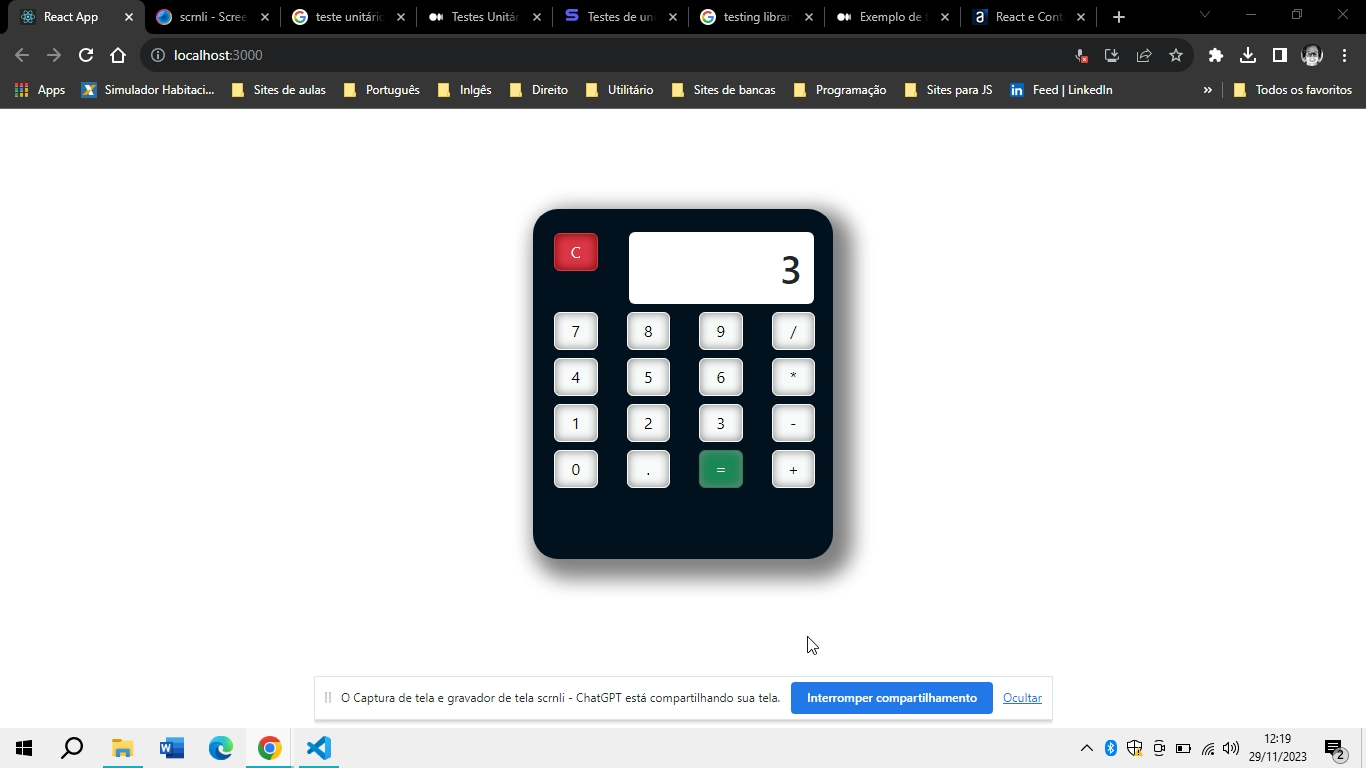 React App
scrnli - Scree
teste unitári
Testes Unitár
Testes de uni
testing librar
Exemplo de t
React e Cont
localhost:3000
Apps
Simulador Habitaci...
Sites de aulas
Português
Inlgês
Direito
Utilitário
Sites de bancas
Programação
Sites para JS
Feed | LinkedIn
»
Todos os favoritos
C
3
7 8 9 /
4 5 6 *
1 2 3 -
0 . = +
O Captura de tela e gravador de tela scrnli - ChatGPT está compartilhando sua tela.
Interromper compartilhamento
Ocultar
12:19
29/11/2023
2